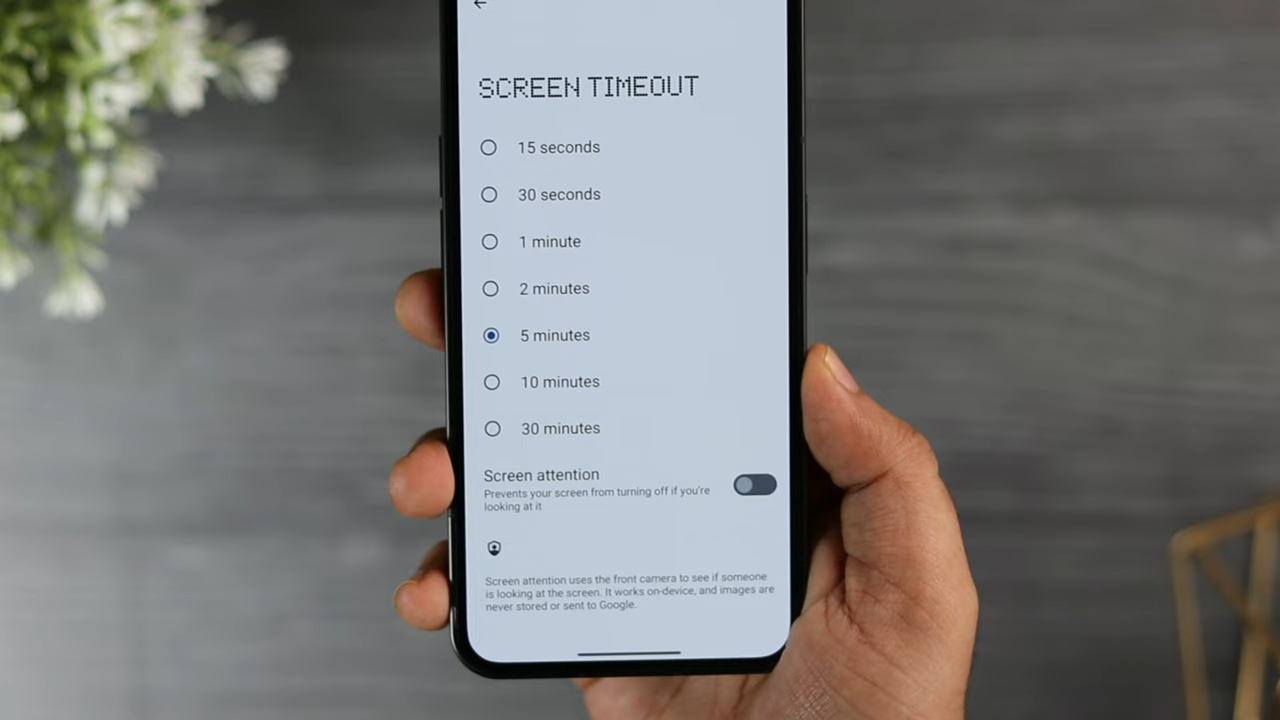 SCREEN TIMEOUT
15 seconds
30 seconds
1 minute
2 minutes
5 minutes
10 minutes
30 minutes
Screen attention
Prevents your screen from turning off if you're
looking at it
Screen attention uses the front camera to see if someone
is looking at the screen. It works on-device, and images are
never stored or sent to Google.